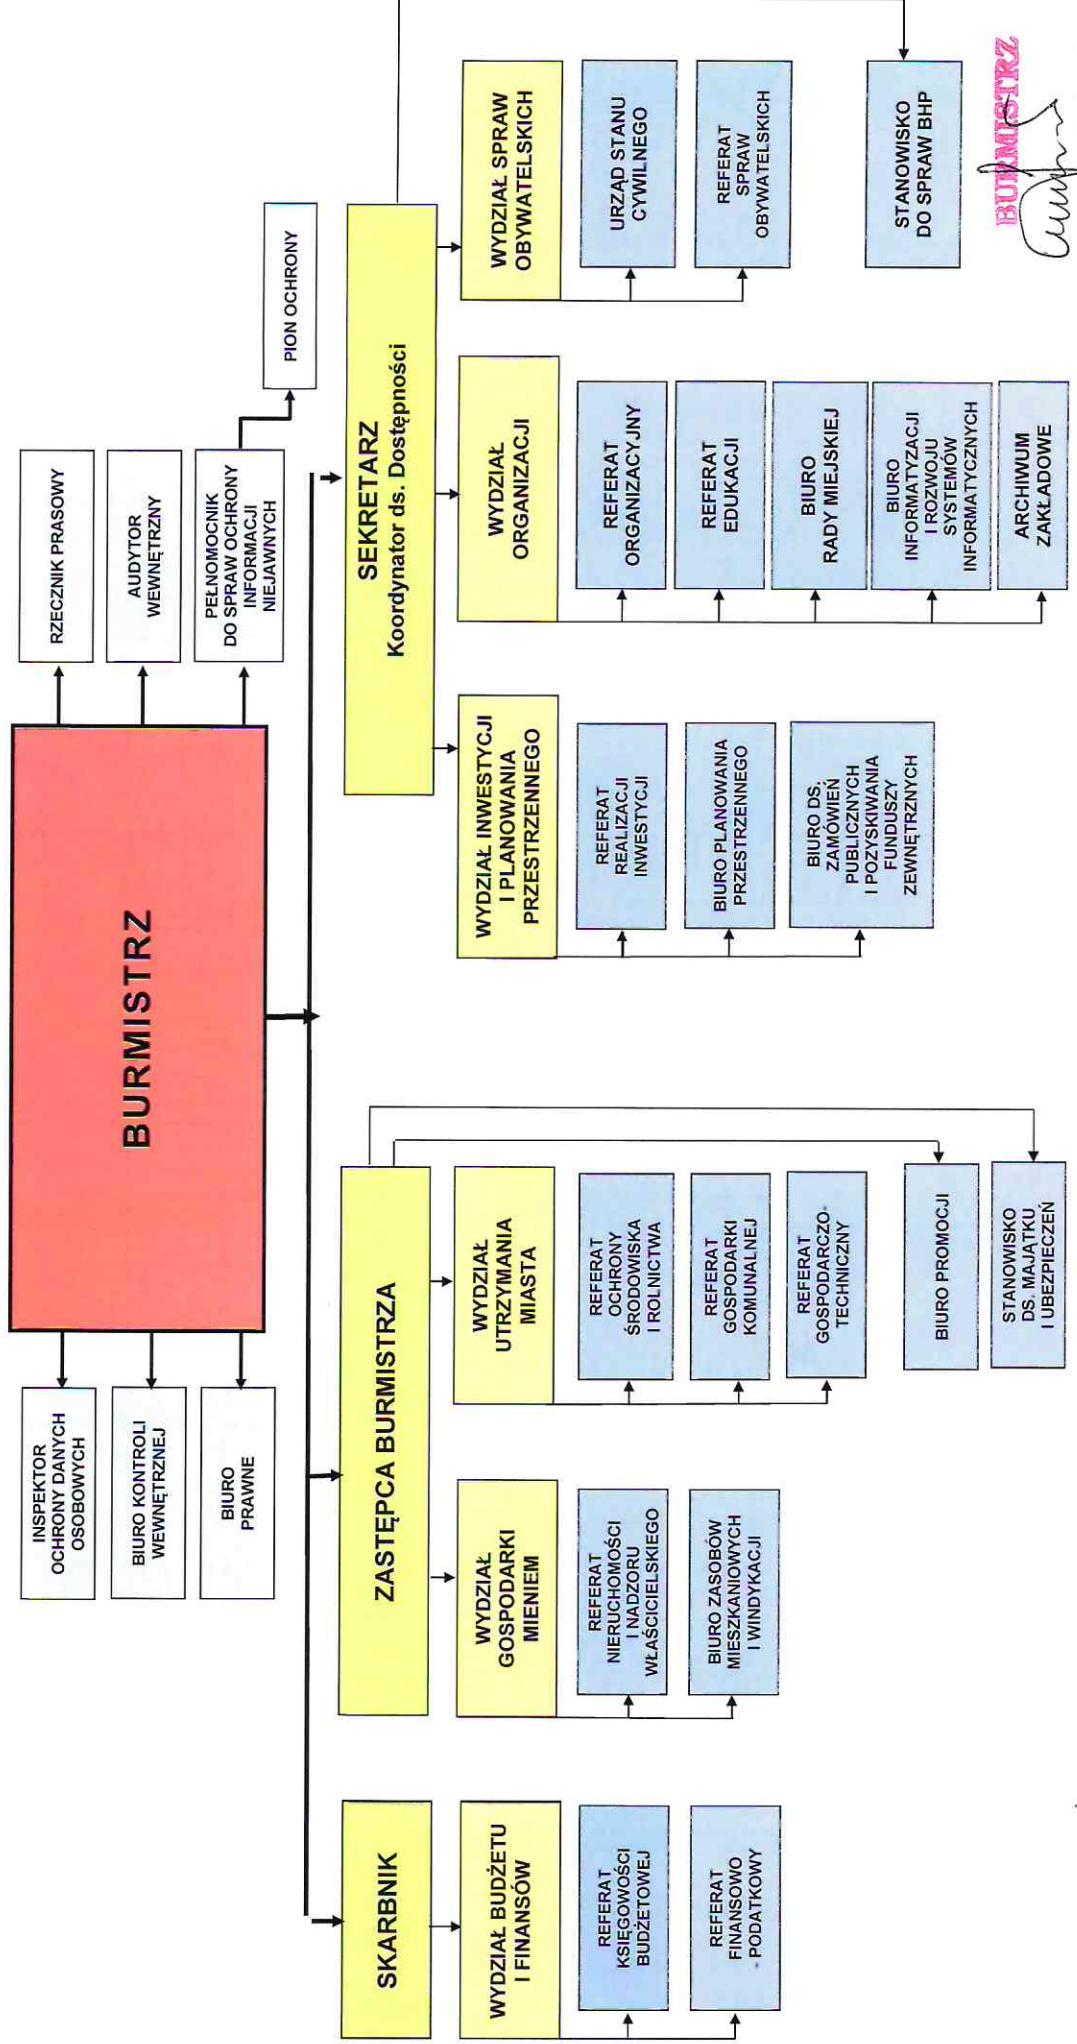 BURMISTRZ
INSPEKTOR
OCHRONY DANYCH
OSOBOWYCH
BIURO KONTROLI
WEWNĘTRZNEJ
BIURO
PRAWNE
RZECZNIK PRASOWY
AUDYTOR
WEWNĘTRZNY
PEŁNOMOCNIK
DO SPRAW OCHRONY
INFORMACJI
NIEJAWNYCH
PION OCHRONY
SKARBNIK
WYDZIAŁ BUDŻETU
I FINANSÓW
REFERAT
KSIĘGOWOŚCI
BUDŻETOWEJ
REFERAT
FINANSOWO
- PODATKOWY
ZASTĘPCA BURMISTRZA
WYDZIAŁ
GOSPODARKI
MIENIEM
REFERAT
NIERUCHOMOŚCI
I NADZORU
WŁAŚCICIELSKIEGO
BIURO ZASOBÓW
MIESZKANIOWYCH
I WINDYKACJI
WYDZIAŁ
UTRZYMANIA
MIASTA
REFERAT
OCHRONY
ŚRODOWISKA
I ROLNICTWA
REFERAT
GOSPODARKI
KOMUNALNEJ
REFERAT
GOSPODARCZO-
TECHNICZNY
BIURO PROMOCJI
STANOWISKO
DS. MAJĄTKU
I UBEZPIECZEŃ
SEKRETARZ
Koordynator ds. Dostępności
WYDZIAŁ INWESTYCJI
I PLANOWANIA
PRZESTRZENNEGO
REFERAT
REALIZACJI
INWESTYCJI
BIURO PLANOWANIA
PRZESTRZENNEGO
BIURO DS.
ZAMÓWIEŃ
PUBLICZNYCH
I POZYSKIWANIA
FUNDUSZY
ZEWNĘTRZNYCH
WYDZIAŁ
ORGANIZACJI
REFERAT
ORGANIZACYJNY
REFERAT
EDUKACJI
BIURO
RADY MIEJSKIEJ
BIURO
INFORMATYZACJI
I ROZWOJU
SYSTEMÓW
INFORMATYCZNYCH
ARCHIWUM
ZAKŁADOWE
WYDZIAŁ SPRAW
OBYWATELSKICH
URZĄD STANU
CYWILNEGO
REFERAT
SPRAW
OBYWATELSKICH
STANOWISKO
DO SPRAW BHP
BURMISTRZ